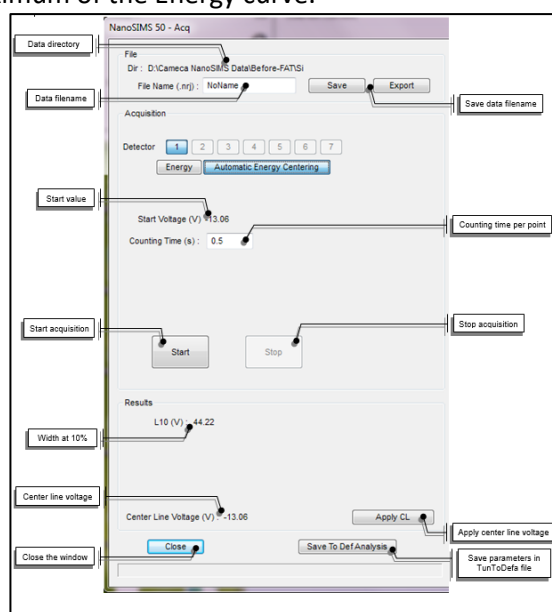 ximum of the Energy curve.
NanoSIMS 50 - Acq
Data directory
File
Dir : D:\Cameca NanoSIMS Data\Before-FAT\Si
Data filename
File Name (.nrj) : NoName
Save
Export
Save data filename
Acquisition
Detector 1 2 3 4 5 6 7
Energy
Automatic Energy Centering
Start value
Start Voltage (V) -13.06
Counting time per point
Counting Time (s) : 0.5
Start acquisition
Stop acquisition
Start
Stop
Results
L10 (V) : 44.22
Width at 10%
Center line voltage
Center Line Voltage (V) : -13.06
Apply CL
Apply center line voltage
Close the window
Close
Save To Def Analysis
Save parameters in
TunToDefa file